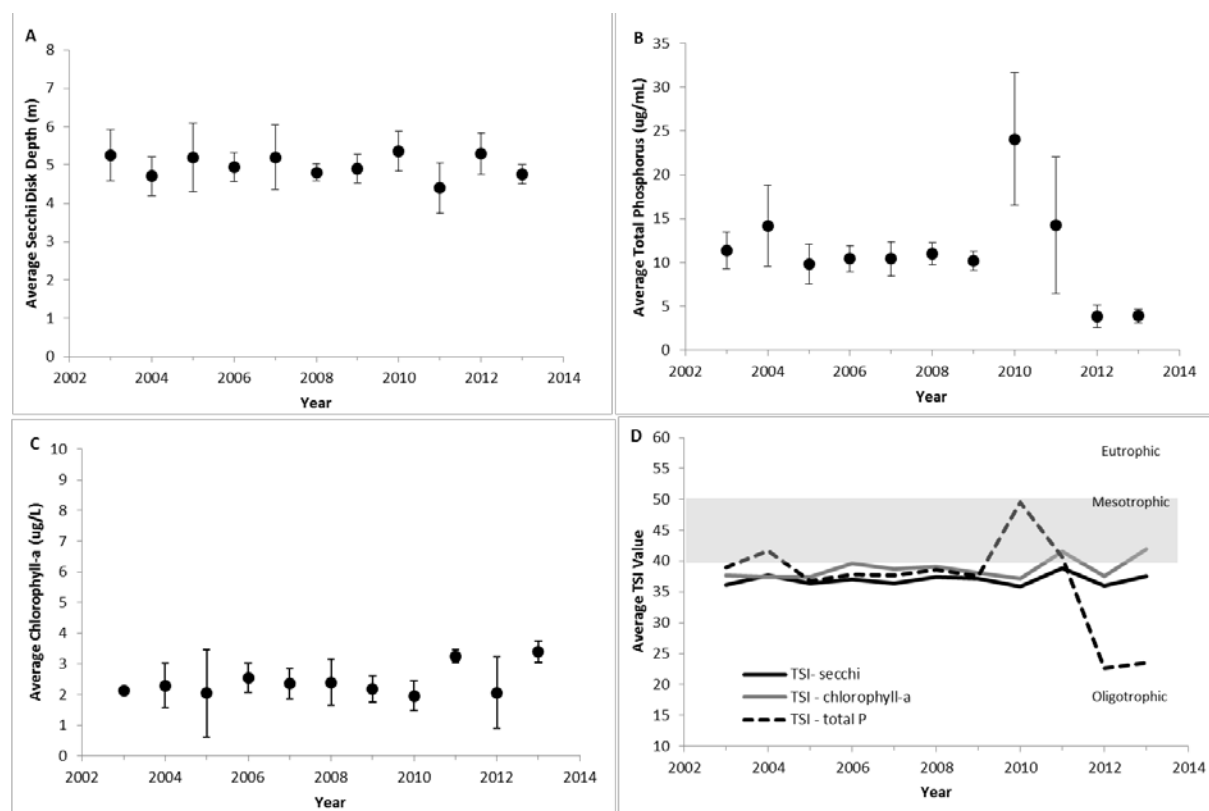 A
Average Secchi Disk Depth (m)
8
7
6
5
4
3
2
1
0
2002 2004 2006 2008 2010 2012 2014
Year
B
Average Total Phosphorus (ug/mL)
35
30
25
20
15
10
5
0
2002 2004 2006 2008 2010 2012 2014
Year
C
Average Chlorophyll-a (ug/L)
10
9
8
7
6
5
4
3
2
1
0
2002 2004 2006 2008 2010 2012 2014
Year
D
Average TSI Value
60
55
50
45
40
35
30
25
20
15
10
Eutrophic
Mesotrophic
Oligotrophic
TSI- secchi
TSI - chlorophyll-a
TSI - total P
2002 2004 2006 2008 2010 2012 2014
Year